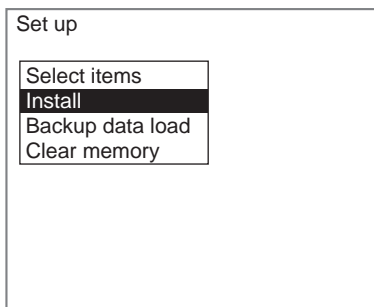 Set up
Select items
Install
Backup data load
Clear memory